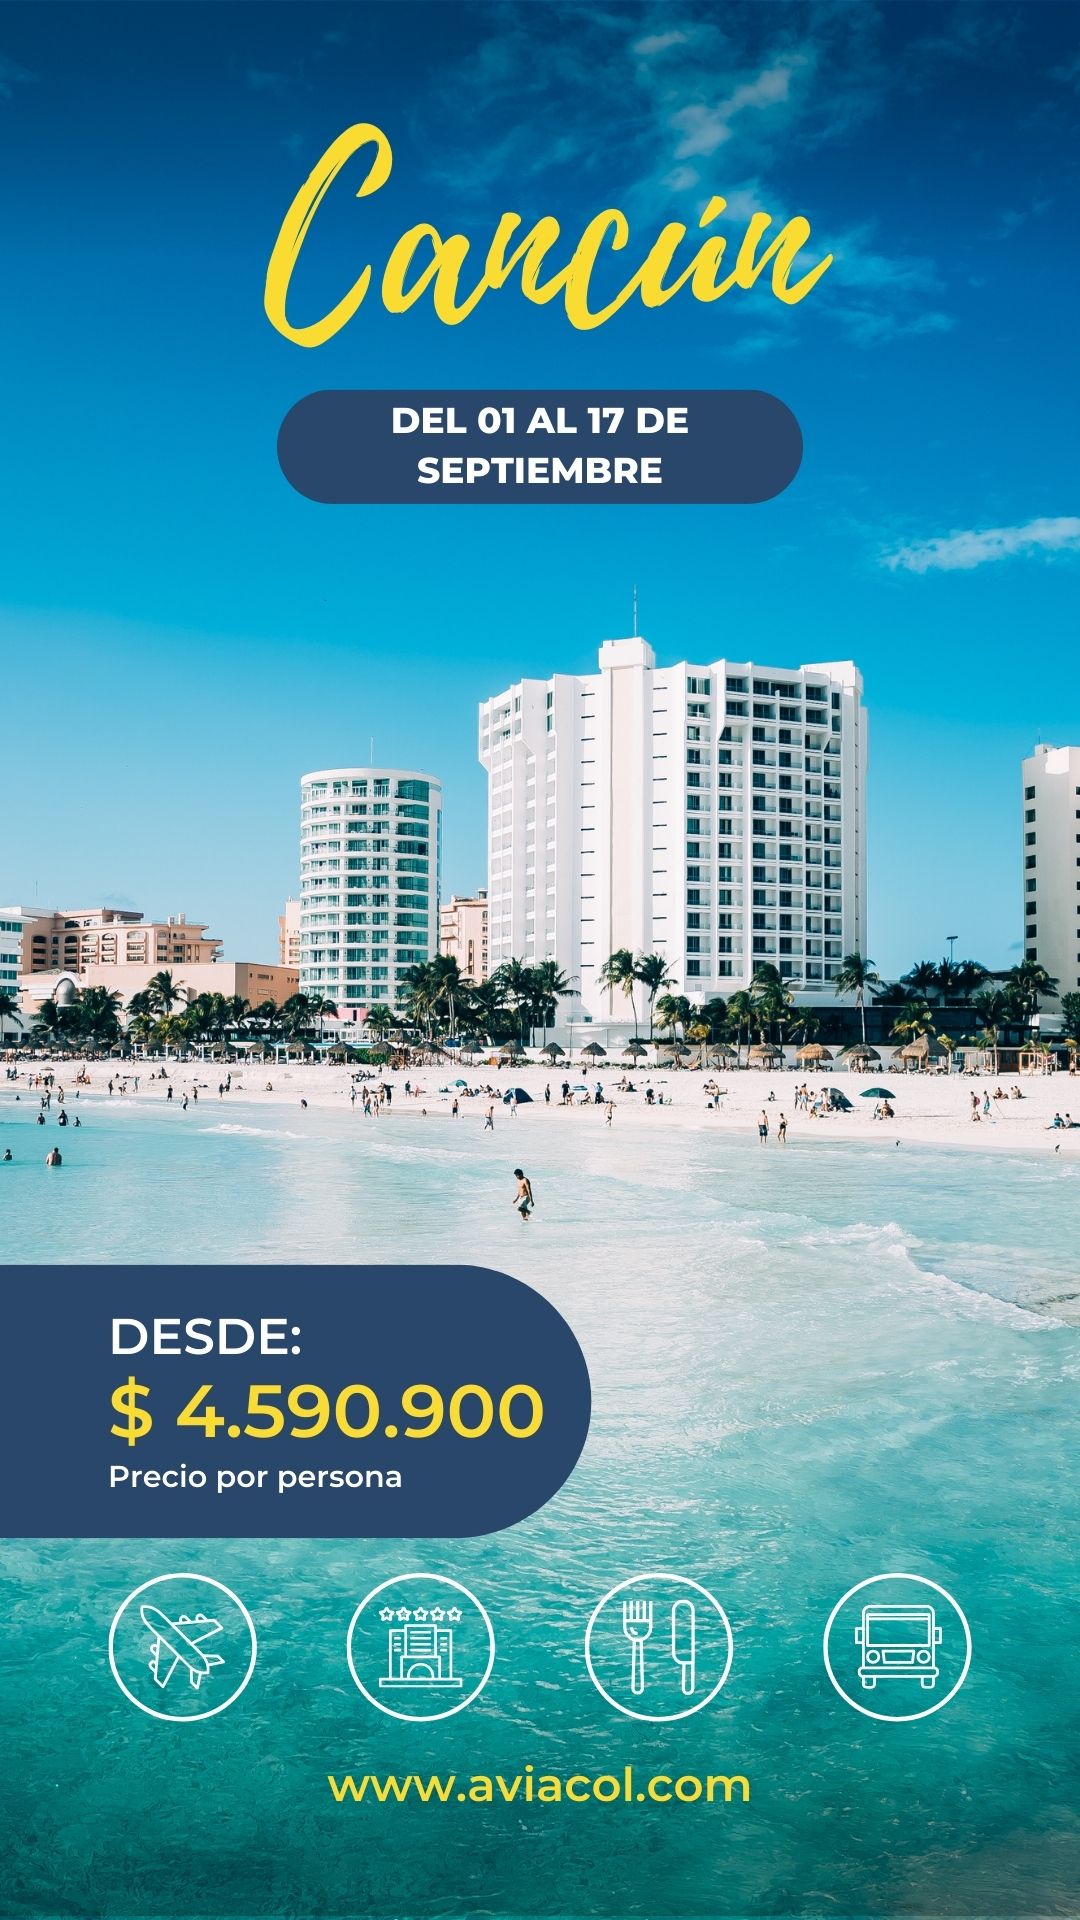 Cancún
DEL 01 AL 17 DE
SEPTIEMBRE
DESDE:
$ 4.590.900
Precio por persona
www.aviacol.com